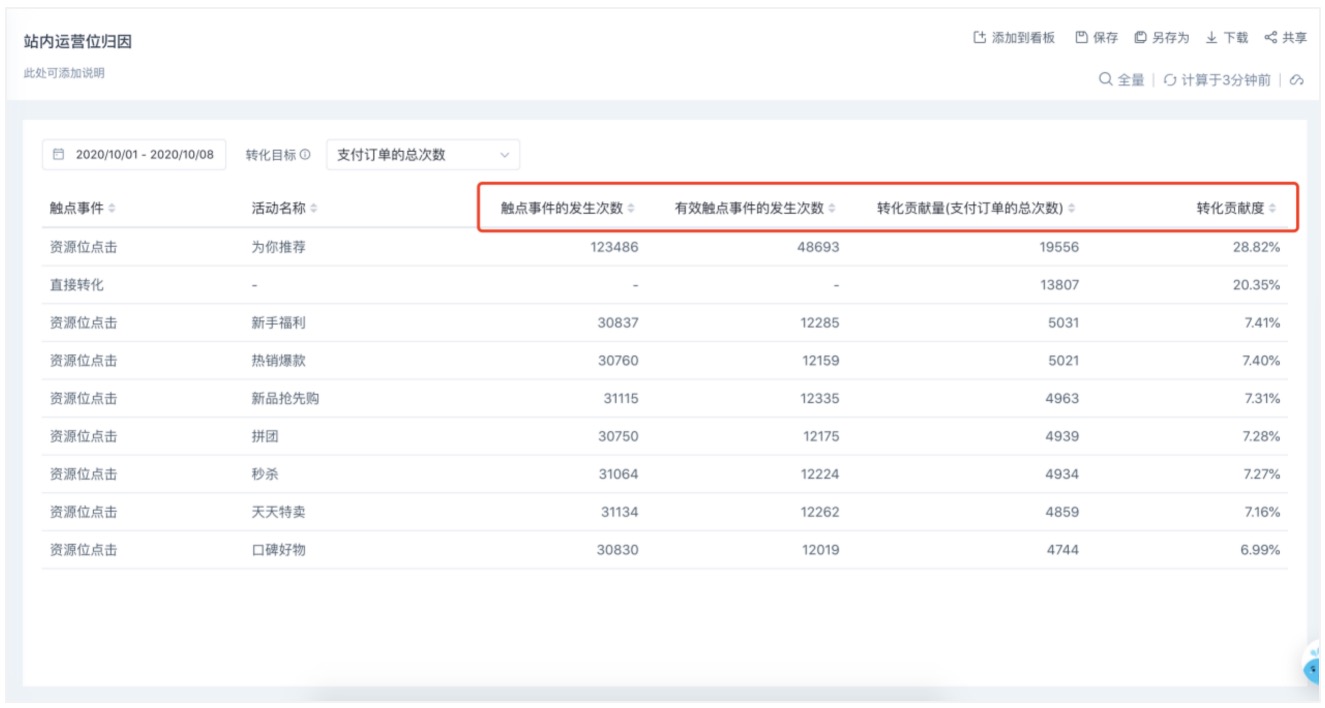 站内运营位归因
添加到看板 保存 另存为 下载 共享
此处可添加说明
全量 | 计算于3分钟前 |
2020/10/01 - 2020/10/08 转化目标 支付订单的总次数
触点事件 活动名称 触点事件的发生次数 有效触点事件的发生次数 转化贡献量(支付订单的总次数) 转化贡献度
资源位点击 为你推荐 123486 48693 19556 28.82%
直接转化 - - - 13807 20.35%
资源位点击 新手福利 30837 12285 5031 7.41%
资源位点击 热销爆款 30760 12159 5021 7.40%
资源位点击 新品抢先购 31115 12335 4963 7.31%
资源位点击 拼团 30750 12175 4939 7.28%
资源位点击 秒杀 31064 12224 4934 7.27%
资源位点击 天天特卖 31134 12262 4859 7.16%
资源位点击 口碑好物 30830 12019 4744 6.99%